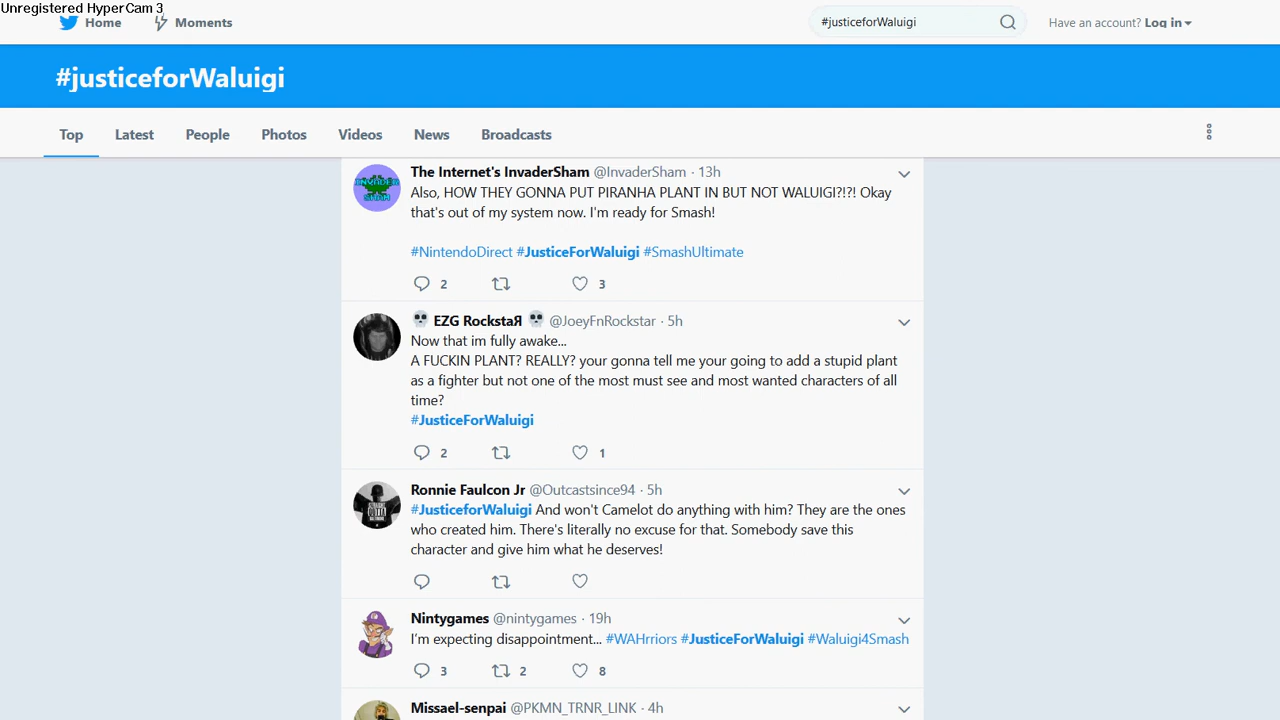 Unregistered HyperCam 3
Home Moments #justiceforWaluigi Have an account? Log in
#justiceforWaluigi
Top Latest People Photos Videos News Broadcasts
The Internet's InvaderSham @InvaderSham · 13h
Also, HOW THEY GONNA PUT PIRANHA PLANT IN BUT NOT WALUIGI?!?! Okay
that's out of my system now. I'm ready for Smash!
#NintendoDirect #JusticeForWaluigi #SmashUltimate
2 3
INVADER
SHAM
💀 EZG RockstaЯ 💀 @JoeyFnRockstar · 5h
Now that im fully awake...
A FUCKIN PLANT? REALLY? your gonna tell me your going to add a stupid plant
as a fighter but not one of the most must see and most wanted characters of all
time?
#JusticeForWaluigi
2 1
Ronnie Faulcon Jr @Outcastsince94 · 5h
#JusticeforWaluigi And won't Camelot do anything with him? They are the ones
who created him. There's literally no excuse for that. Somebody save this
character and give him what he deserves!
Nintygames @nintygames · 19h
I'm expecting disappointment... #WAHrriors #JusticeForWaluigi #Waluigi4Smash
3 2 8
Missael-senpai @PKMN_TRNR_LINK · 4h